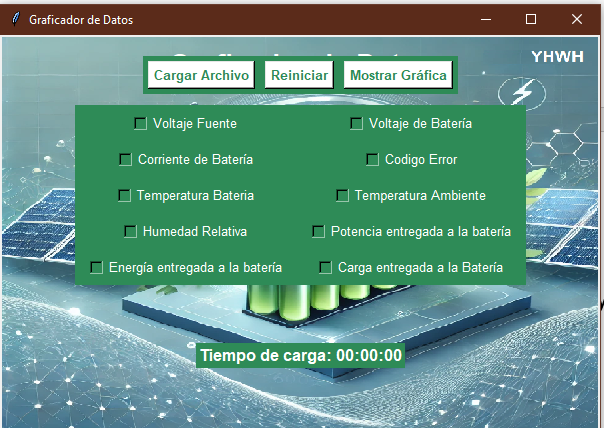 Graficador de Datos
YHWH
Cargar Archivo Reiniciar Mostrar Gráfica
Voltaje Fuente Voltaje de Batería
Corriente de Batería Codigo Error
Temperatura Bateria Temperatura Ambiente
Humedad Relativa Potencia entregada a la batería
Energía entregada a la batería Carga entregada a la Batería
Tiempo de carga: 00:00:00